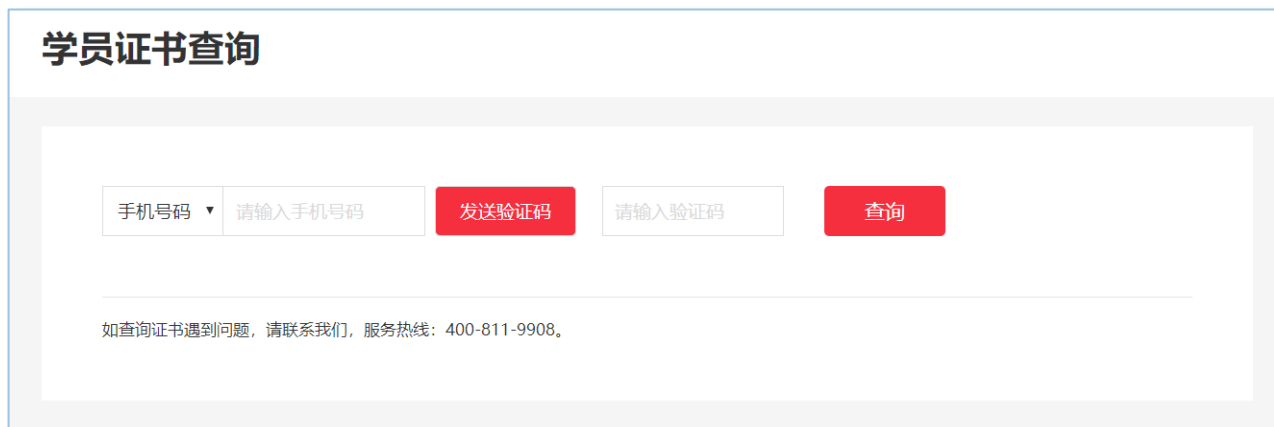 学员证书查询
手机号码 ▼ 请输入手机号码 发送验证码 请输入验证码 查询
如查询证书遇到问题，请联系我们，服务热线：400-811-9908。